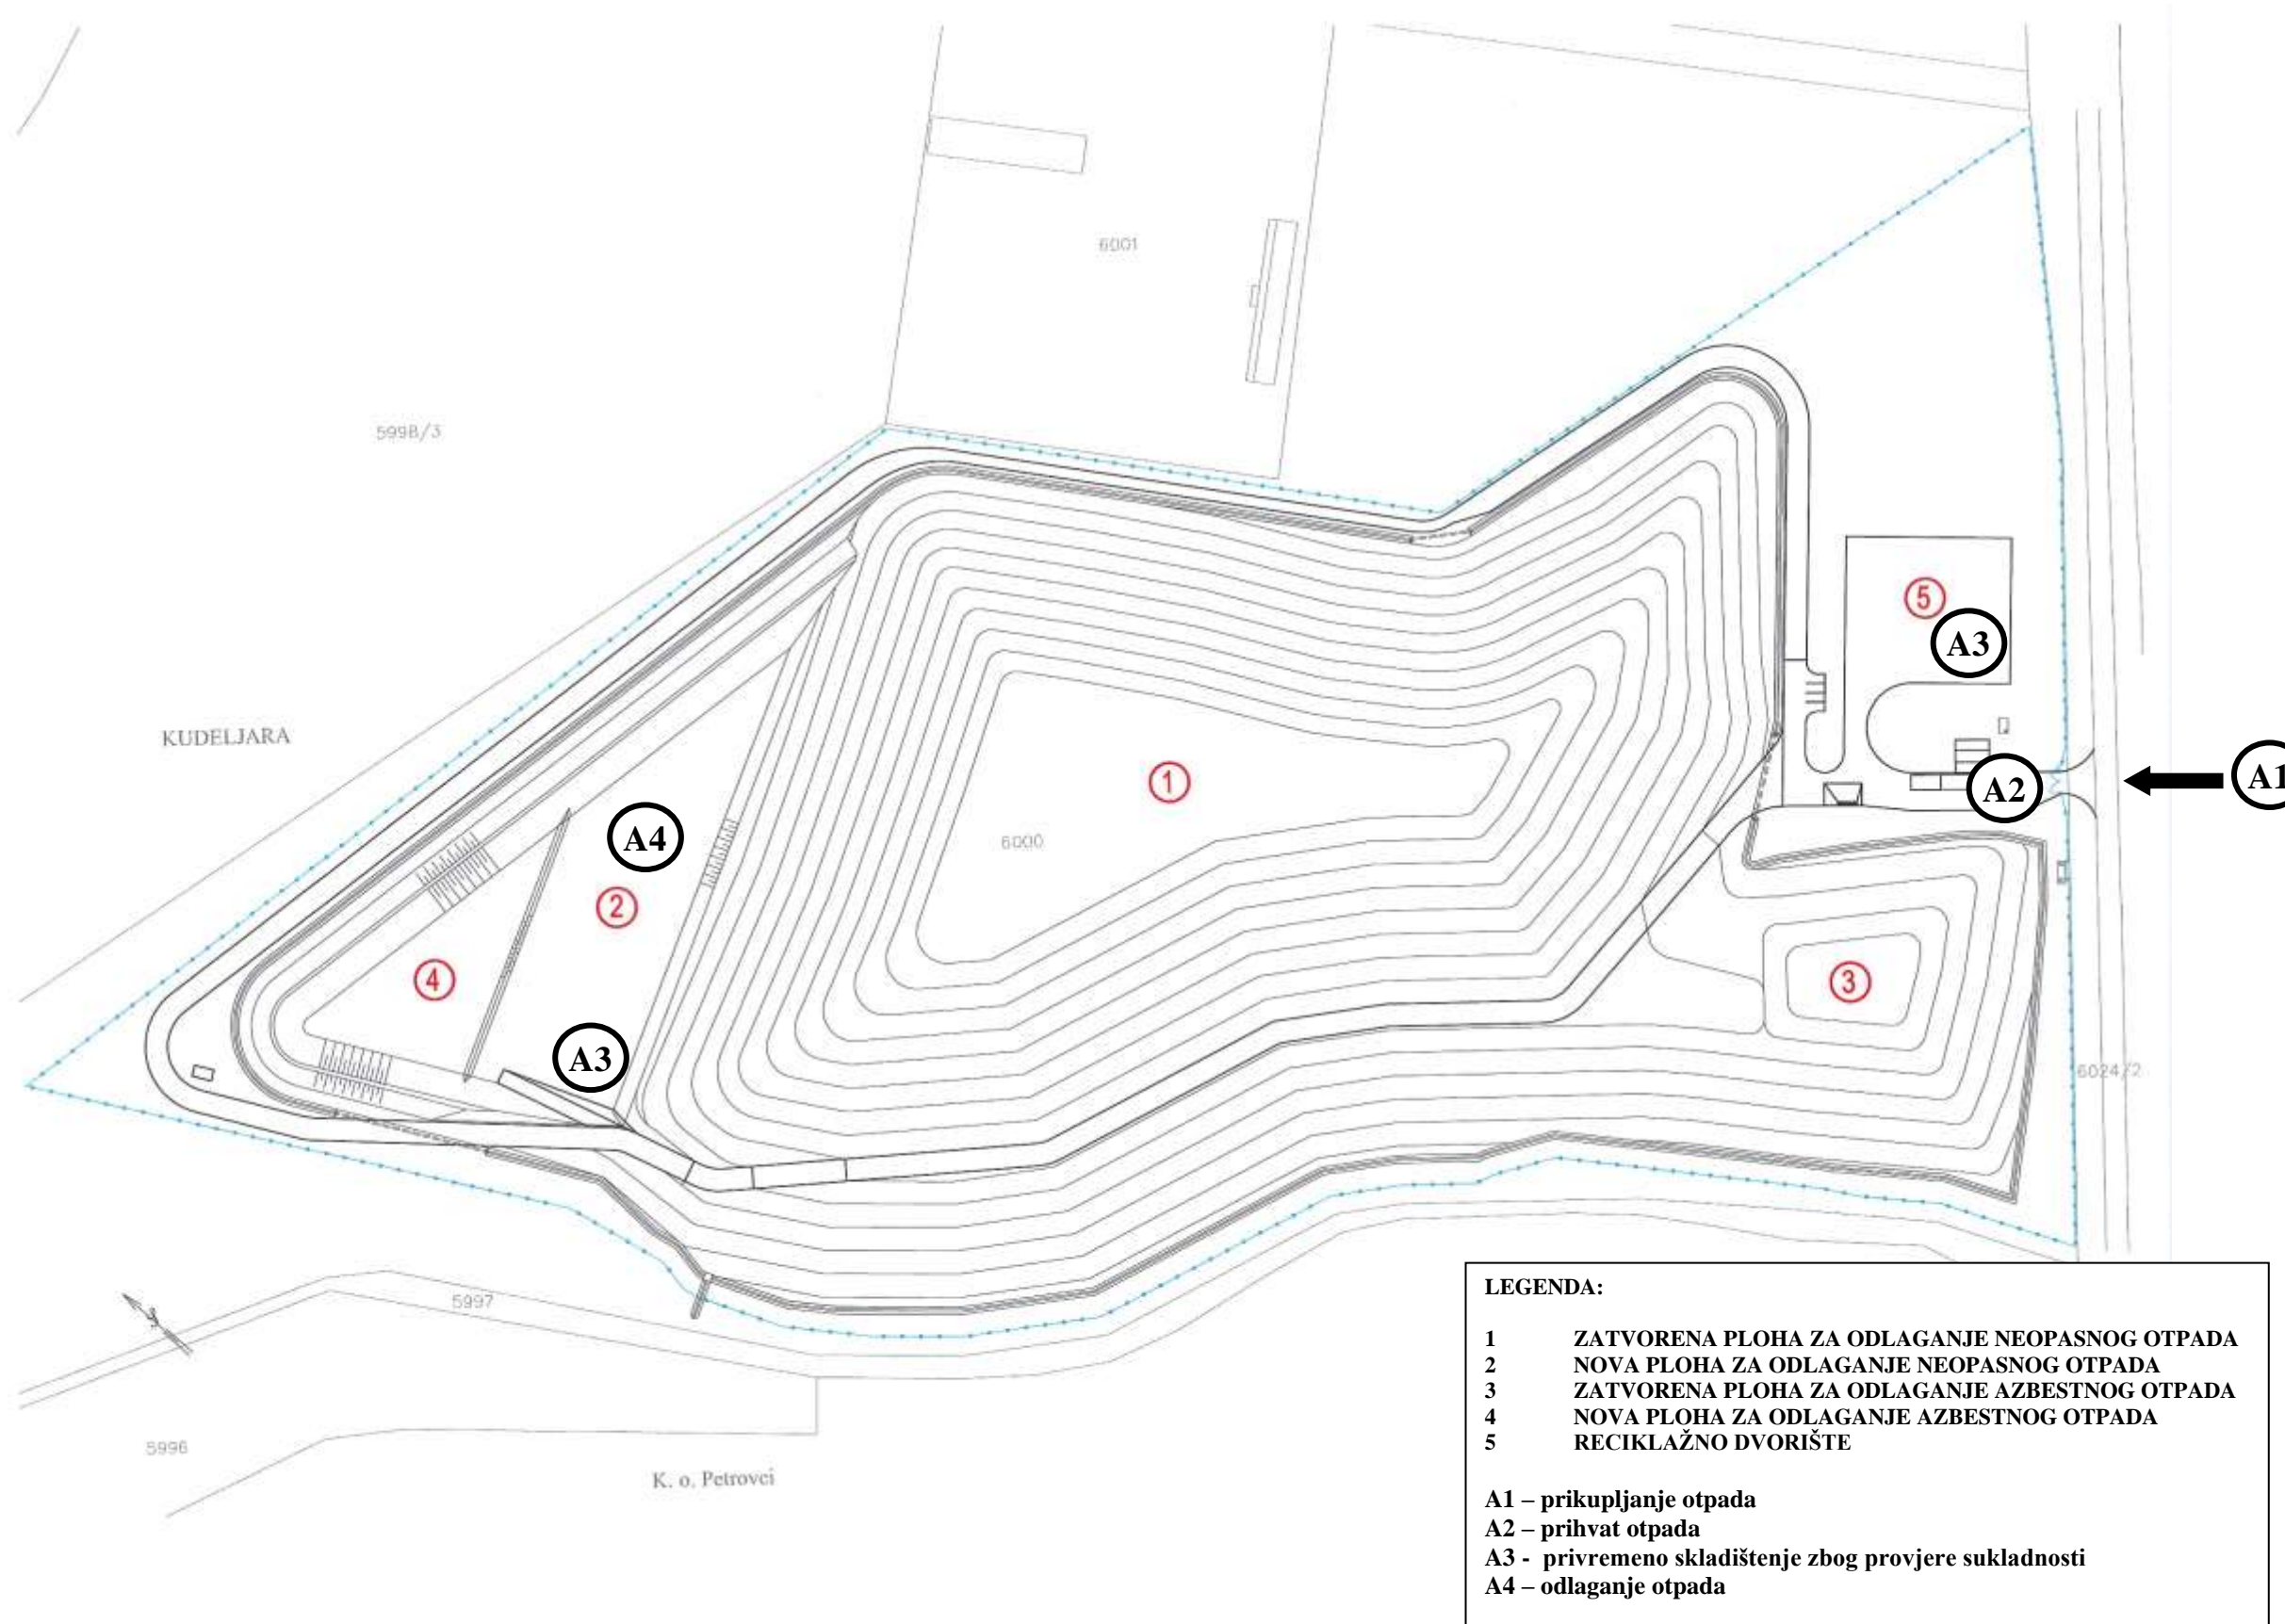 6001
5998/3
5
A3
KUDELJARA
1
A1
A2
A4
6000
2
4
3
A3
6024/2
5997
5996
K. o. Petrovci
LEGENDA:
1 ZATVORENA PLOHA ZA ODLAGANJE NEOPASNOG OTPADA
2 NOVA PLOHA ZA ODLAGANJE NEOPASNOG OTPADA
3 ZATVORENA PLOHA ZA ODLAGANJE AZBESTNOG OTPADA
4 NOVA PLOHA ZA ODLAGANJE AZBESTNOG OTPADA
5 RECIKLAŽNO DVORIŠTE
A1 – prikupljanje otpada
A2 – prihvat otpada
A3 - privremeno skladištenje zbog provjere sukladnosti
A4 – odlaganje otpada